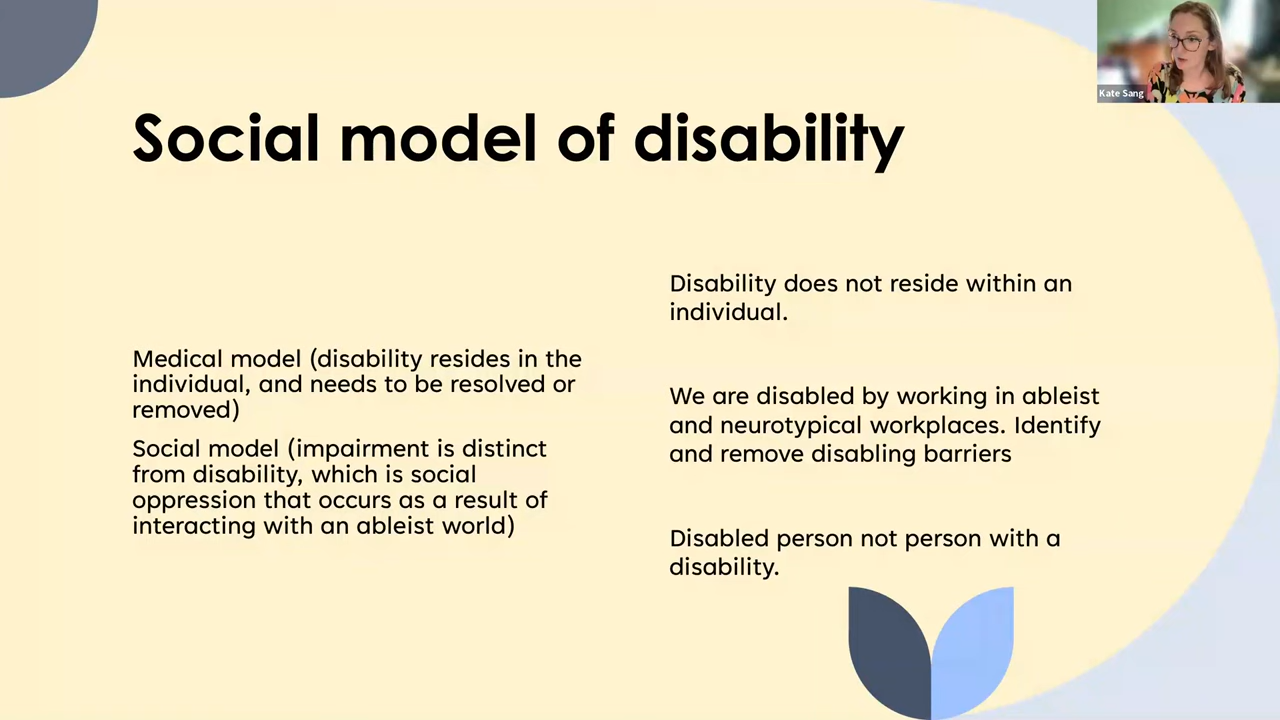 Kate Sang
Social model of disability
Medical model (disability resides in the
individual, and needs to be resolved or
removed)
Social model (impairment is distinct
from disability, which is social
oppression that occurs as a result of
interacting with an ableist world)
Disability does not reside within an
individual.
We are disabled by working in ableist
and neurotypical workplaces. Identify
and remove disabling barriers
Disabled person not person with a
disability.